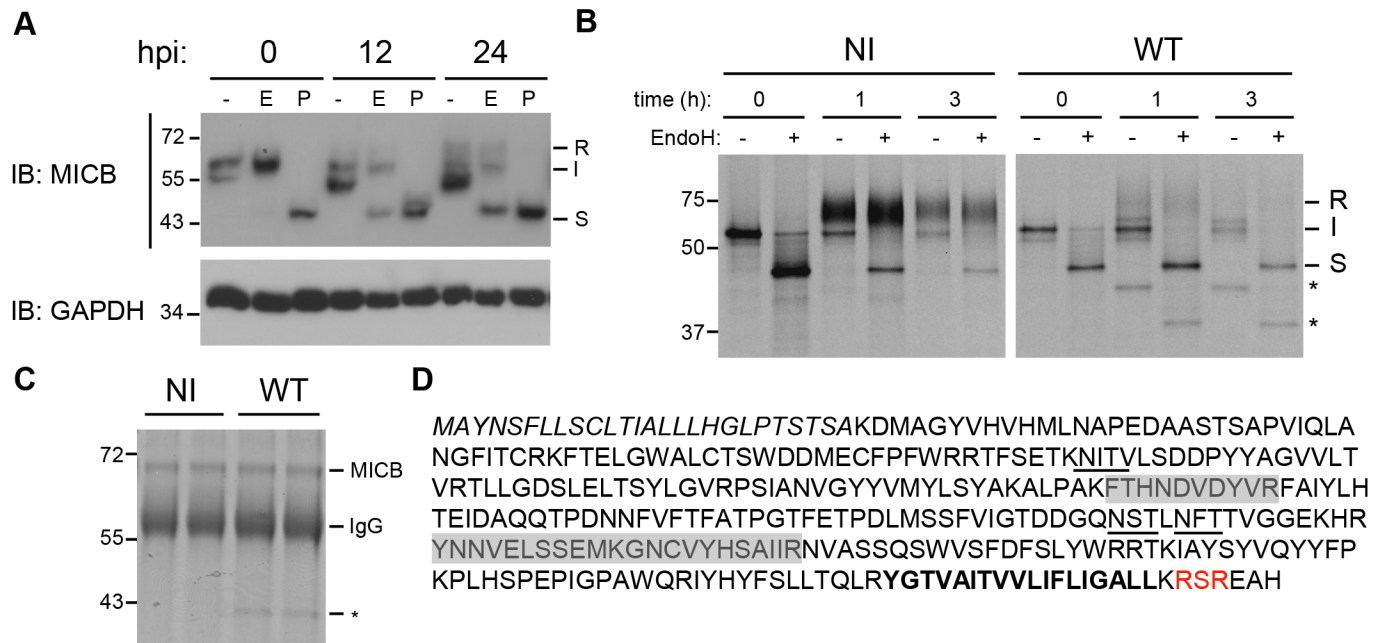 A
hpi: 0 12 24
- E P - E P - E P
IB: MICB
72
55
43
R
I
S
IB: GAPDH
34
B
NI WT
time (h): 0 1 3 0 1 3
EndoH: - + - + - + - + - + - +
75
50
37
R
I
S
*
*
C
NI WT
72
55
43
MICB
IgG
*
D
MAYNSFLLSCLTIALLLHGLPTSTSAKDMAGYVHVHMLNAPEDAASTSAPVIQLA
NGFITCRKFTELGWALCTSWDDMECFPFWRRTFSETKNITVLSDDPYYAGVVLT
VRTLLGDSLELTSYLGVRPSIANVGYYVMYLSYAKALPAKFTHNDVDYVRFAIYLH
TEIDAQQTPDNNFVFTFATPGTFETPDLMSSFVIGTDDGQNSTLNFTTVGGEKHR
YNNVELSSEMKGNCVYHSAIIRNVASSQSWVSFDFSLYWRRTKIAYSYVQYYFP
KPLHSPEPIGPAWQRIYHYFSLLTQLRYGTVAITVVLIFLIGALLKRSREAH